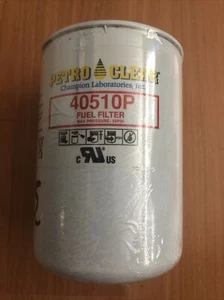 PETRO CLEAR
Champion Laboratories, Inc.
40510P
FUEL FILTER
C US